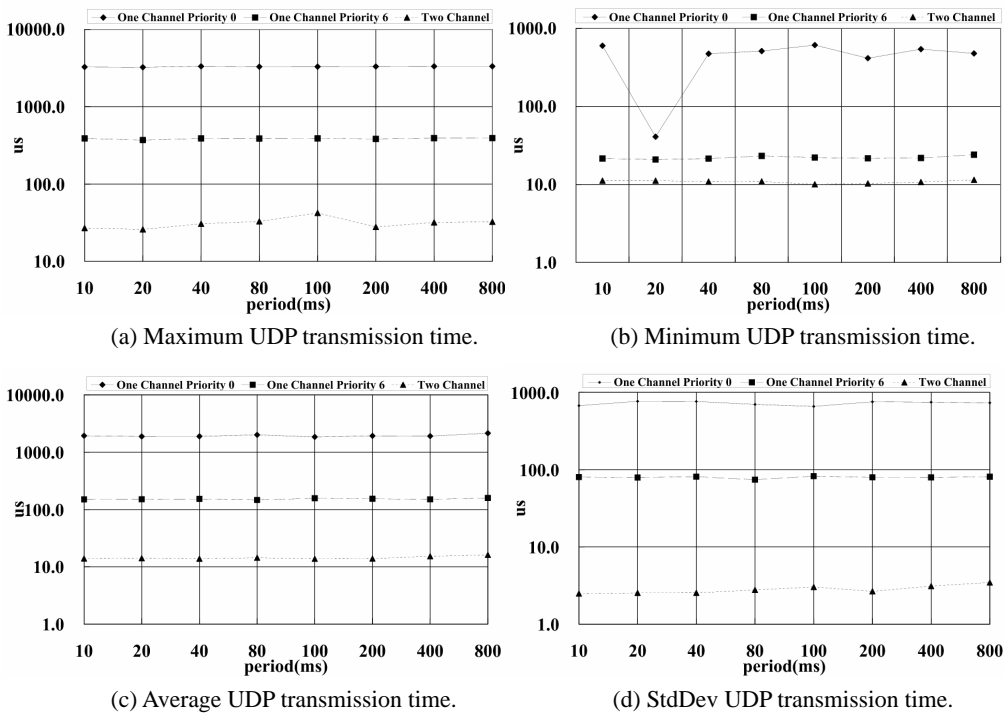 One Channel Priority 0 One Channel Priority 6 Two Channel
10000.0
1000.0
100.0
10.0
us
10 20 40 80 100 200 400 800
period(ms)
(a) Maximum UDP transmission time.
One Channel Priority 0 One Channel Priority 6 Two Channel
1000.0
100.0
10.0
1.0
us
10 20 40 80 100 200 400 800
period(ms)
(b) Minimum UDP transmission time.
One Channel Priority 0 One Channel Priority 6 Two Channel
10000.0
1000.0
100.0
10.0
1.0
us
10 20 40 80 100 200 400 800
period(ms)
(c) Average UDP transmission time.
One Channel Priority 0 One Channel Priority 6 Two Channel
1000.0
100.0
10.0
1.0
us
10 20 40 80 100 200 400 800
period(ms)
(d) StdDev UDP transmission time.